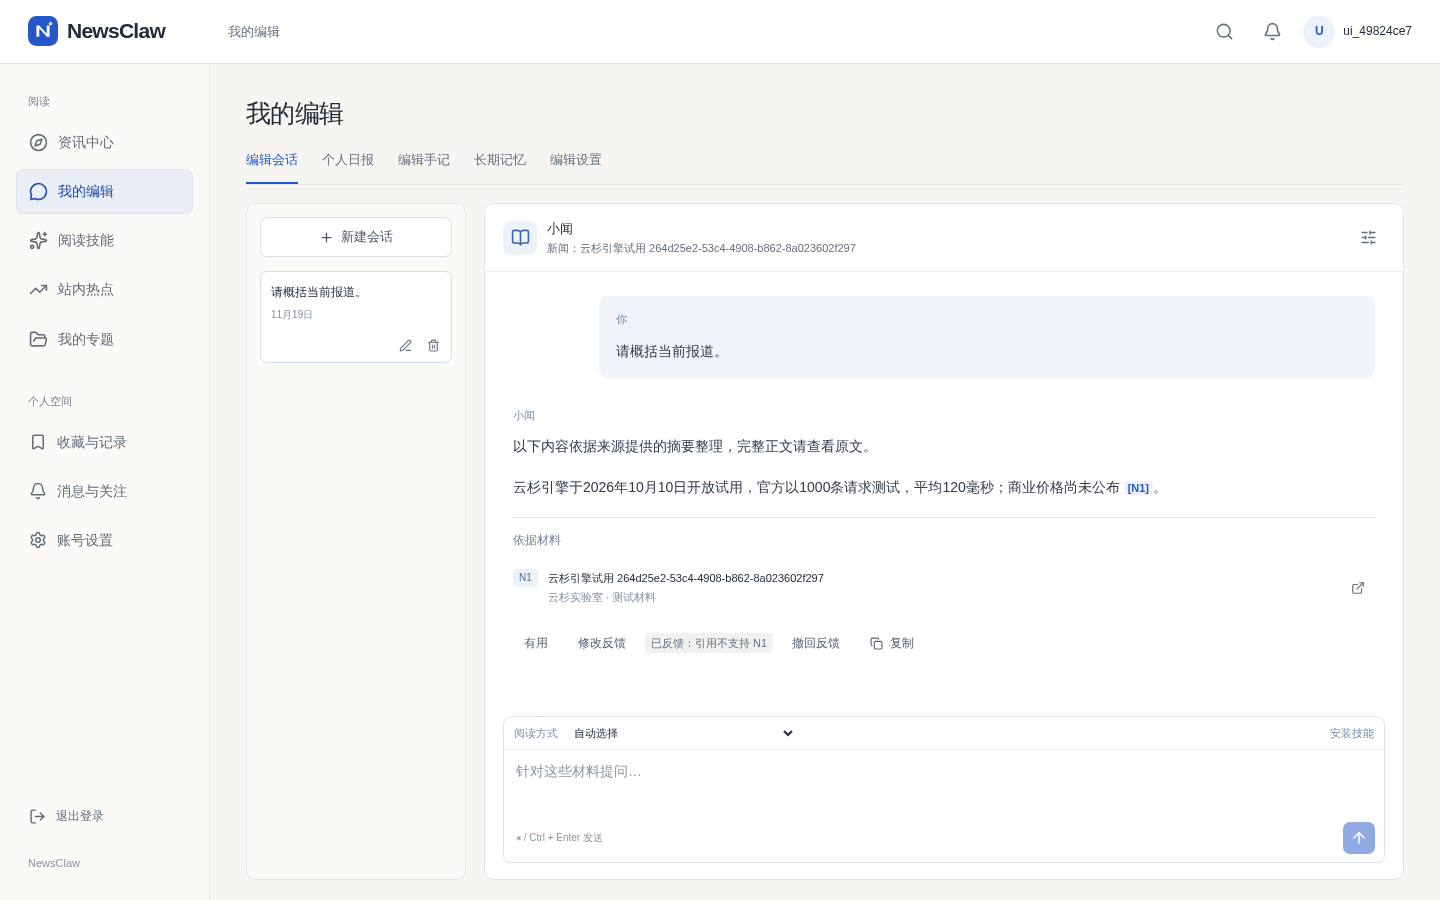 NewsClaw
我的编辑
U
ui_49824ce7
阅读
资讯中心
我的编辑
阅读技能
站内热点
我的专题
个人空间
收藏与记录
消息与关注
账号设置
退出登录
NewsClaw
我的编辑
编辑会话 个人日报 编辑手记 长期记忆 编辑设置
新建会话
请概括当前报道。
11月19日
小闻
新闻：云杉引擎试用 264d25e2-53c4-4908-b862-8a023602f297
你
请概括当前报道。
小闻
以下内容依据来源提供的摘要整理，完整正文请查看原文。
云杉引擎于2026年10月10日开放试用，官方以1000条请求测试，平均120毫秒；商业价格尚未公布 [N1] 。
依据材料
N1 云杉引擎试用 264d25e2-53c4-4908-b862-8a023602f297
云杉实验室 · 测试材料
有用 修改反馈 已反馈：引用不支持 N1 撤回反馈 复制
阅读方式 自动选择 安装技能
针对这些材料提问…
⌘ / Ctrl + Enter 发送